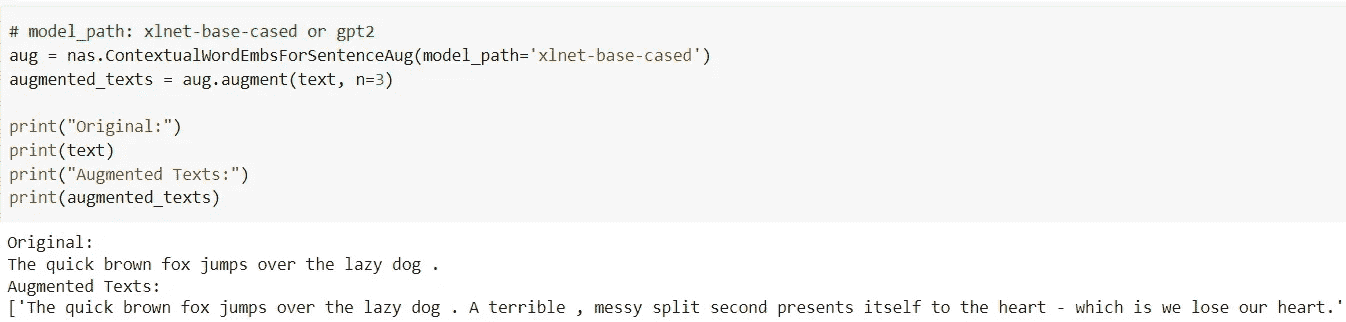 # model_path: xlnet-base-cased or gpt2
aug = nas.ContextualWordEmbsForSentenceAug(model_path='xlnet-base-cased')
augmented_texts = aug.augment(text, n=3)
print("Original:")
print(text)
print("Augmented Texts:")
print(augmented_texts)
Original:
The quick brown fox jumps over the lazy dog .
Augmented Texts:
['The quick brown fox jumps over the lazy dog . A terrible , messy split second presents itself to the heart - which is we lose our heart.'